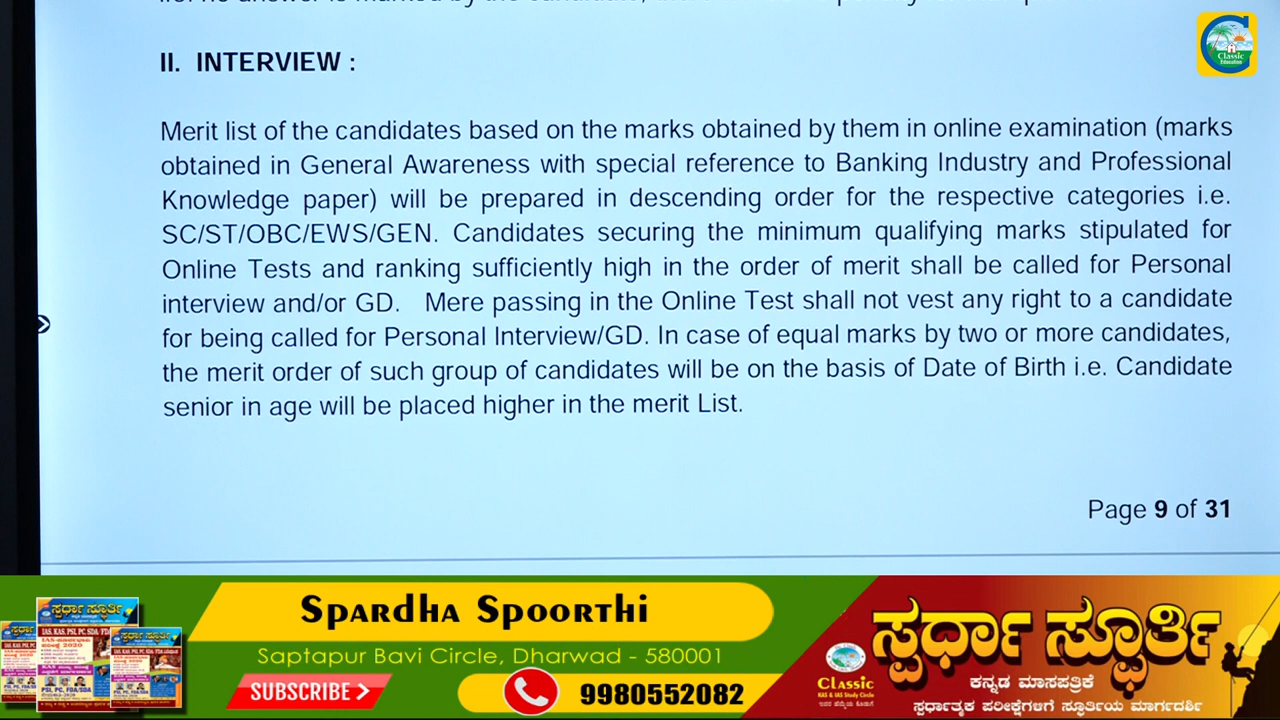 II. INTERVIEW :
Merit list of the candidates based on the marks obtained by them in online examination (marks
obtained in General Awareness with special reference to Banking Industry and Professional
Knowledge paper) will be prepared in descending order for the respective categories i.e.
SC/ST/OBC/EWS/GEN. Candidates securing the minimum qualifying marks stipulated for
Online Tests and ranking sufficiently high in the order of merit shall be called for Personal
interview and/or GD. Mere passing in the Online Test shall not vest any right to a candidate
for being called for Personal Interview/GD. In case of equal marks by two or more candidates,
the merit order of such group of candidates will be on the basis of Date of Birth i.e. Candidate
senior in age will be placed higher in the merit List.
Page 9 of 31
Classic
Education
Spardha Spoorthi
Saptapur Bavi Circle, Dharwad - 580001
SUBSCRIBE >
9980552082
ಸ್ಪರ್ಧಾ ಸ್ಫೂರ್ತಿ
ಕನ್ನಡ ಮಾಸಪತ್ರಿಕೆ
ಸ್ಪರ್ಧಾತ್ಮಕ ಪರೀಕ್ಷೆಗಳಿಗೆ ಸ್ಫೂರ್ತಿಯ ಮಾರ್ಗದರ್ಶಿ
Classic
KAS & IAS Study Circle
ಸ್ಪರ್ಧಾ ಸ್ಫೂರ್ತಿ